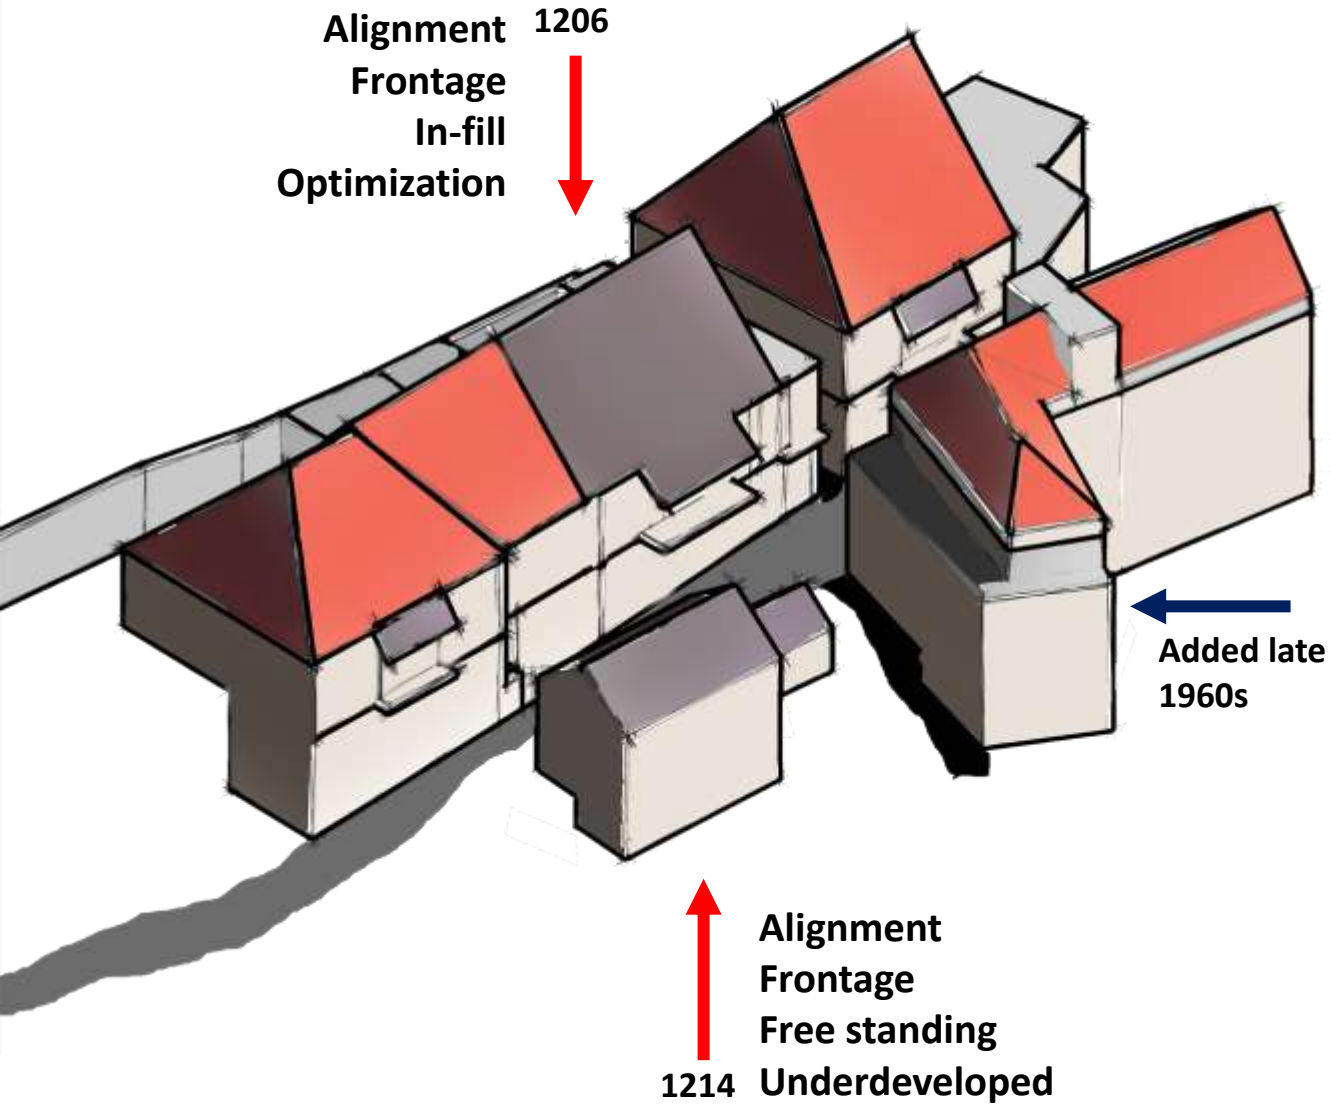 1206
Alignment
Frontage
In-fill
Optimization
Added late
1960s
Alignment
Frontage
Free standing
1214 Underdeveloped